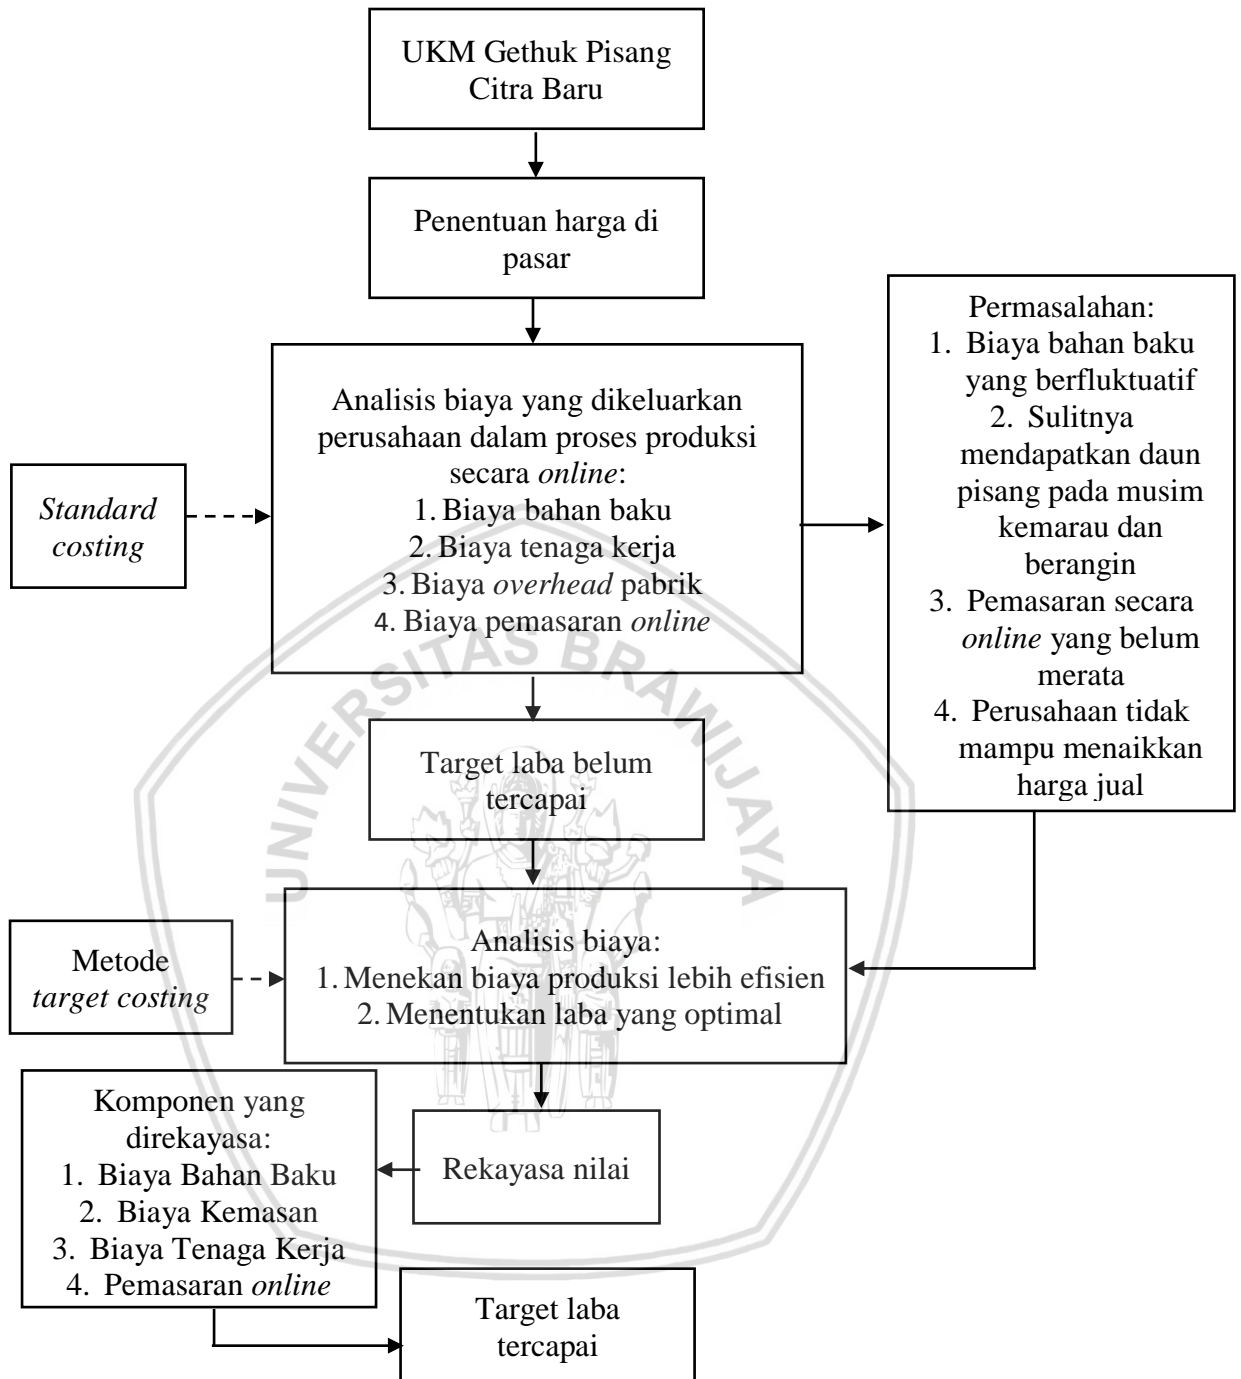 UKM Gethuk Pisang
Citra Baru
Penentuan harga di
pasar
Analisis biaya yang dikeluarkan
perusahaan dalam proses produksi
secara online:
1. Biaya bahan baku
2. Biaya tenaga kerja
3. Biaya overhead pabrik
4. Biaya pemasaran online
Standard
costing
Permasalahan:
1. Biaya bahan baku
yang berfluktuatif
2. Sulitnya
mendapatkan daun
pisang pada musim
kemarau dan
berangin
3. Pemasaran secara
online yang belum
merata
4. Perusahaan tidak
mampu menaikkan
harga jual
Target laba belum
tercapai
Metode
target costing
Analisis biaya:
1. Menekan biaya produksi lebih efisien
2. Menentukan laba yang optimal
Rekayasa nilai
Komponen yang
direkayasa:
1. Biaya Bahan Baku
2. Biaya Kemasan
3. Biaya Tenaga Kerja
4. Pemasaran online
Target laba
tercapai
UNIVERSITAS BRAWIJAYA